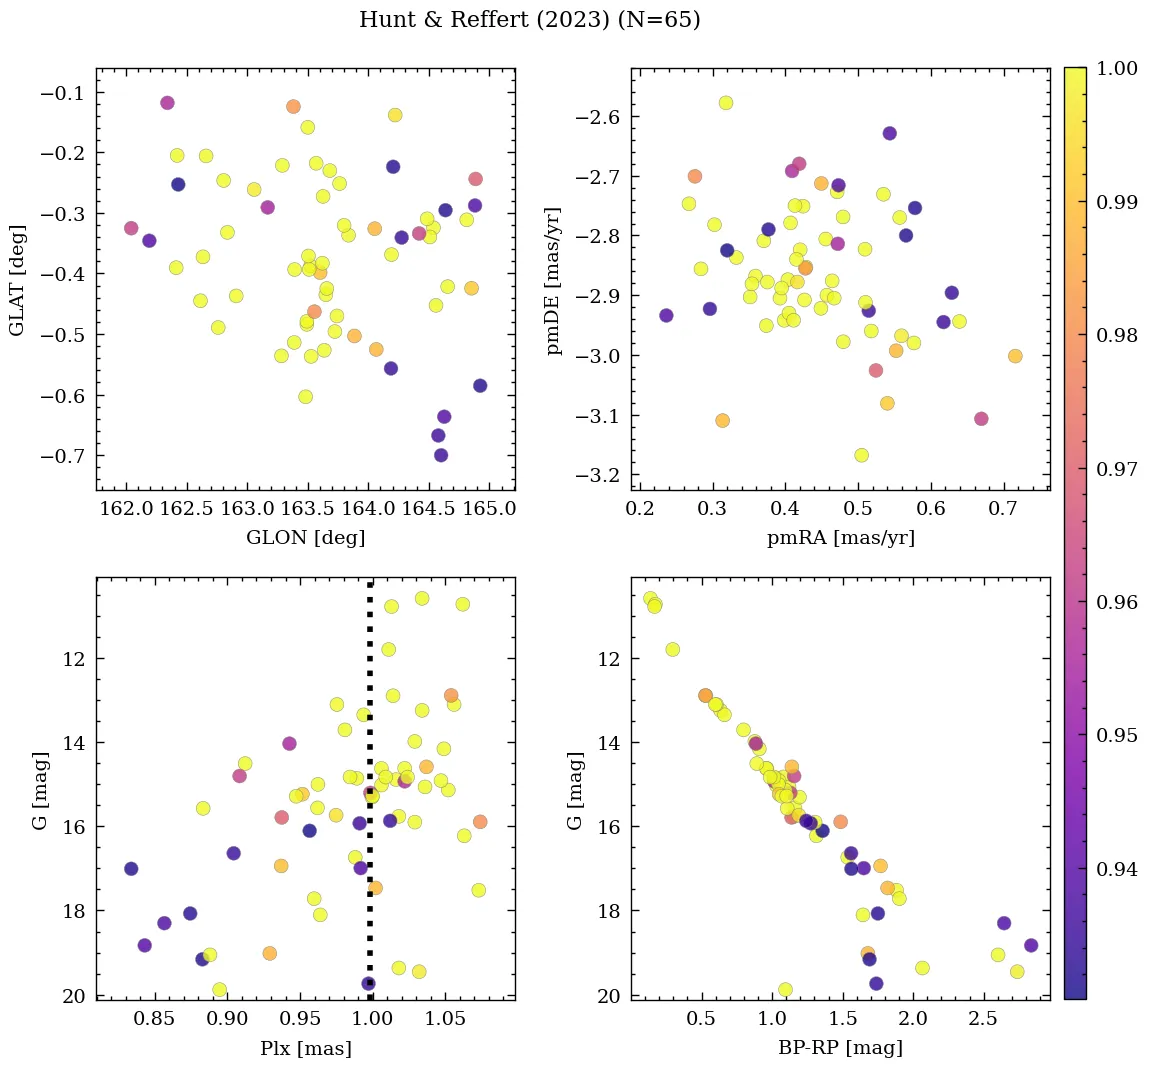 Hunt & Reffert (2023) (N=65)
−0.1
−0.2
−0.3
−0.4
−0.5
−0.6
−0.7
GLAT [deg]
162.0 162.5 163.0 163.5 164.0 164.5 165.0
GLON [deg]
−2.6
−2.7
−2.8
−2.9
−3.0
−3.1
−3.2
pmDE [mas/yr]
0.2 0.3 0.4 0.5 0.6 0.7
pmRA [mas/yr]
12
14
16
18
20
G [mag]
0.85 0.90 0.95 1.00 1.05
Plx [mas]
12
14
16
18
20
G [mag]
0.5 1.0 1.5 2.0 2.5
BP-RP [mag]
1.00
0.99
0.98
0.97
0.96
0.95
0.94